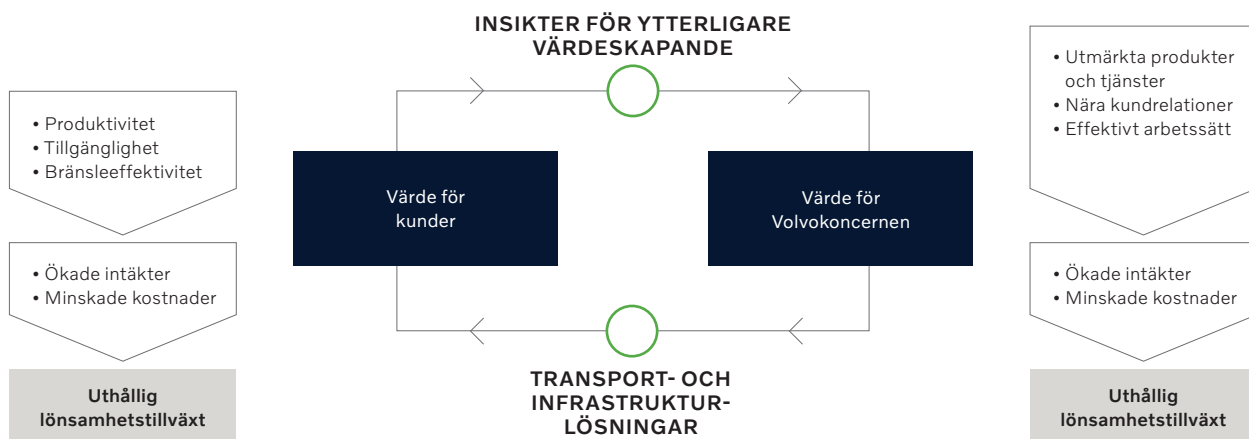 INSIKTER FÖR YTTERLIGARE
VÄRDESKAPANDE
• Produktivitet
• Tillgänglighet
• Bränsleeffektivitet
• Ökade intäkter
• Minskade kostnader
Uthållig
lönsamhetstillväxt
Värde för
kunder
Värde för
Volvokoncernen
TRANSPORT- OCH
INFRASTRUKTUR-
LÖSNINGAR
• Utmärkta produkter
och tjänster
• Nära kundrelationer
• Effektivt arbetssätt
• Ökade intäkter
• Minskade kostnader
Uthållig
lönsamhetstillväxt